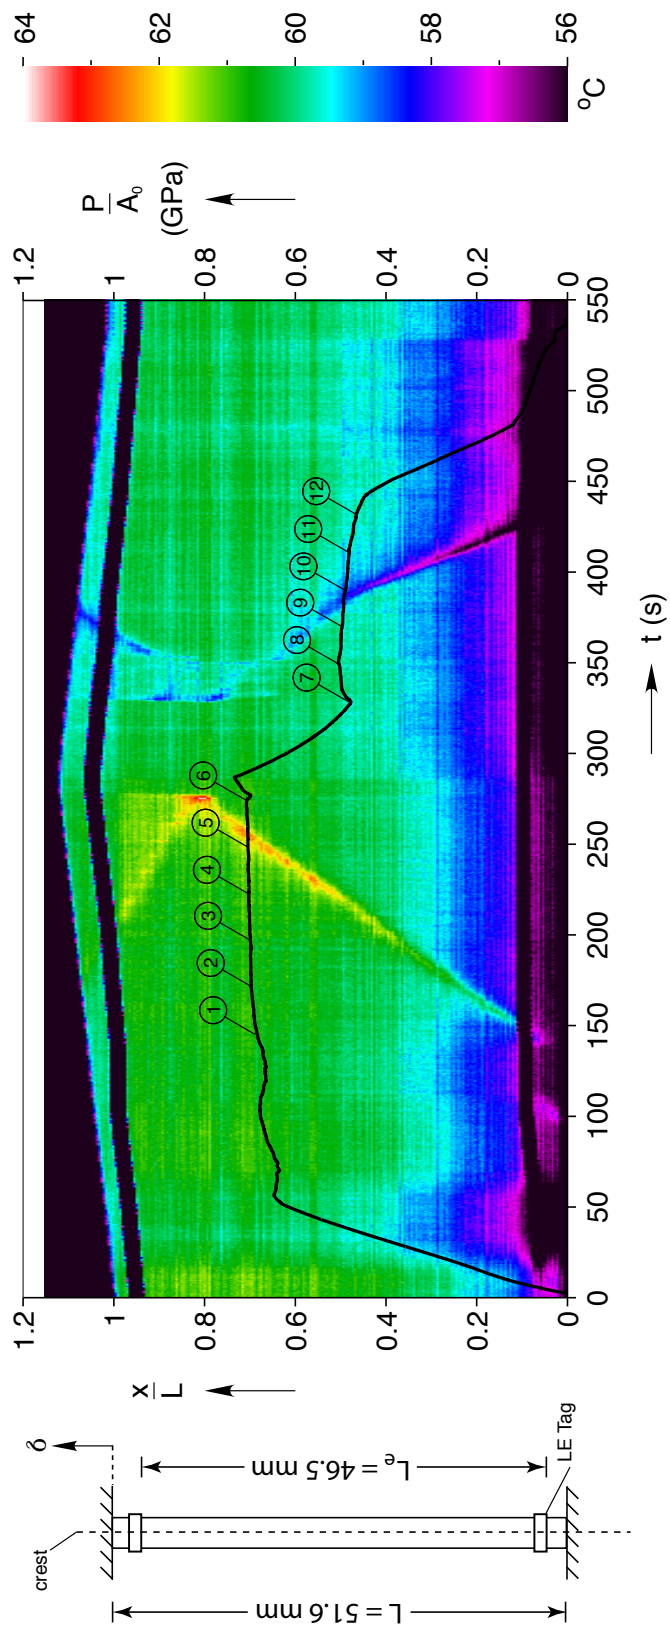 crest
δ
L = 51.6 mm
Lₑ = 46.5 mm
LE Tag
x
L
1.2
1
0.8
0.6
0.4
0.2
0
0 50 100 150 200 250 300 350 400 450 500 550
t (s)
1 2 3 4 5 6 7 8 9 10 11 12
1.2
1
0.8
0.6
0.4
0.2
0
P
A₀
(GPa)
64
62
60
58
56
°C